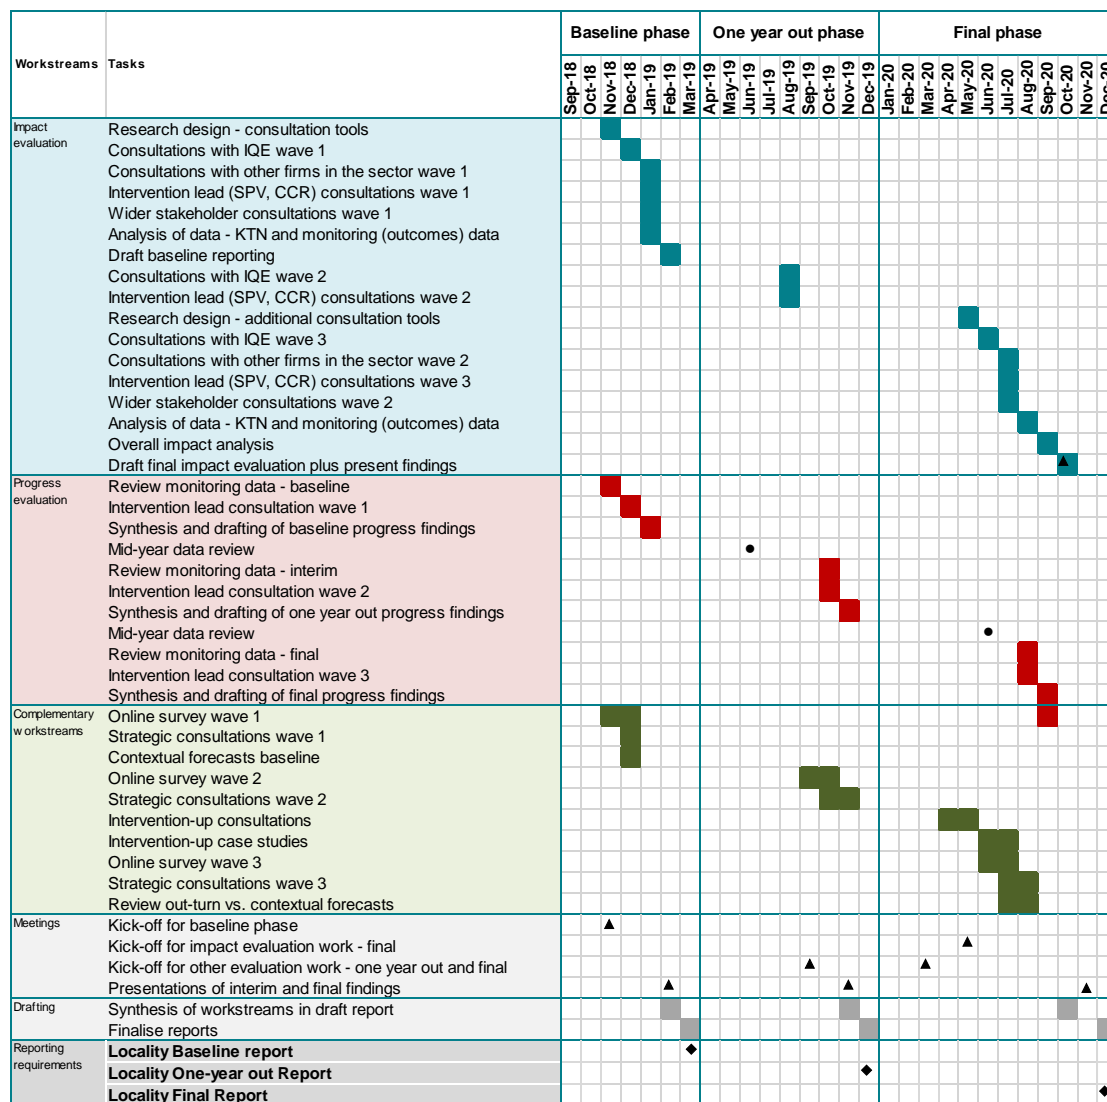 Baseline phase
One year out phase
Final phase
Workstreams
Tasks
Sep-18
Oct-18
Nov-18
Dec-18
Jan-19
Feb-19
Mar-19
Apr-19
May-19
Jun-19
Jul-19
Aug-19
Sep-19
Oct-19
Nov-19
Dec-19
Jan-20
Feb-20
Mar-20
Apr-20
May-20
Jun-20
Jul-20
Aug-20
Sep-20
Oct-20
Nov-20
Dec-20
Impact
evaluation
Research design - consultation tools
Consultations with IQE wave 1
Consultations with other firms in the sector wave 1
Intervention lead (SPV, CCR) consultations wave 1
Wider stakeholder consultations wave 1
Analysis of data - KTN and monitoring (outcomes) data
Draft baseline reporting
Consultations with IQE wave 2
Intervention lead (SPV, CCR) consultations wave 2
Research design - additional consultation tools
Consultations with IQE wave 3
Consultations with other firms in the sector wave 2
Intervention lead (SPV, CCR) consultations wave 3
Wider stakeholder consultations wave 2
Analysis of data - KTN and monitoring (outcomes) data
Overall impact analysis
Draft final impact evaluation plus present findings
Progress
evaluation
Review monitoring data - baseline
Intervention lead consultation wave 1
Synthesis and drafting of baseline progress findings
Mid-year data review
Review monitoring data - interim
Intervention lead consultation wave 2
Synthesis and drafting of one year out progress findings
Mid-year data review
Review monitoring data - final
Intervention lead consultation wave 3
Synthesis and drafting of final progress findings
Complementary
workstreams
Online survey wave 1
Strategic consultations wave 1
Contextual forecasts baseline
Online survey wave 2
Strategic consultations wave 2
Intervention-up consultations
Intervention-up case studies
Online survey wave 3
Strategic consultations wave 3
Review out-turn vs. contextual forecasts
Meetings
Kick-off for baseline phase
Kick-off for impact evaluation work - final
Kick-off for other evaluation work - one year out and final
Presentations of interim and final findings
Drafting
Synthesis of workstreams in draft report
Finalise reports
Reporting
requirements
Locality Baseline report
Locality One-year out Report
Locality Final Report